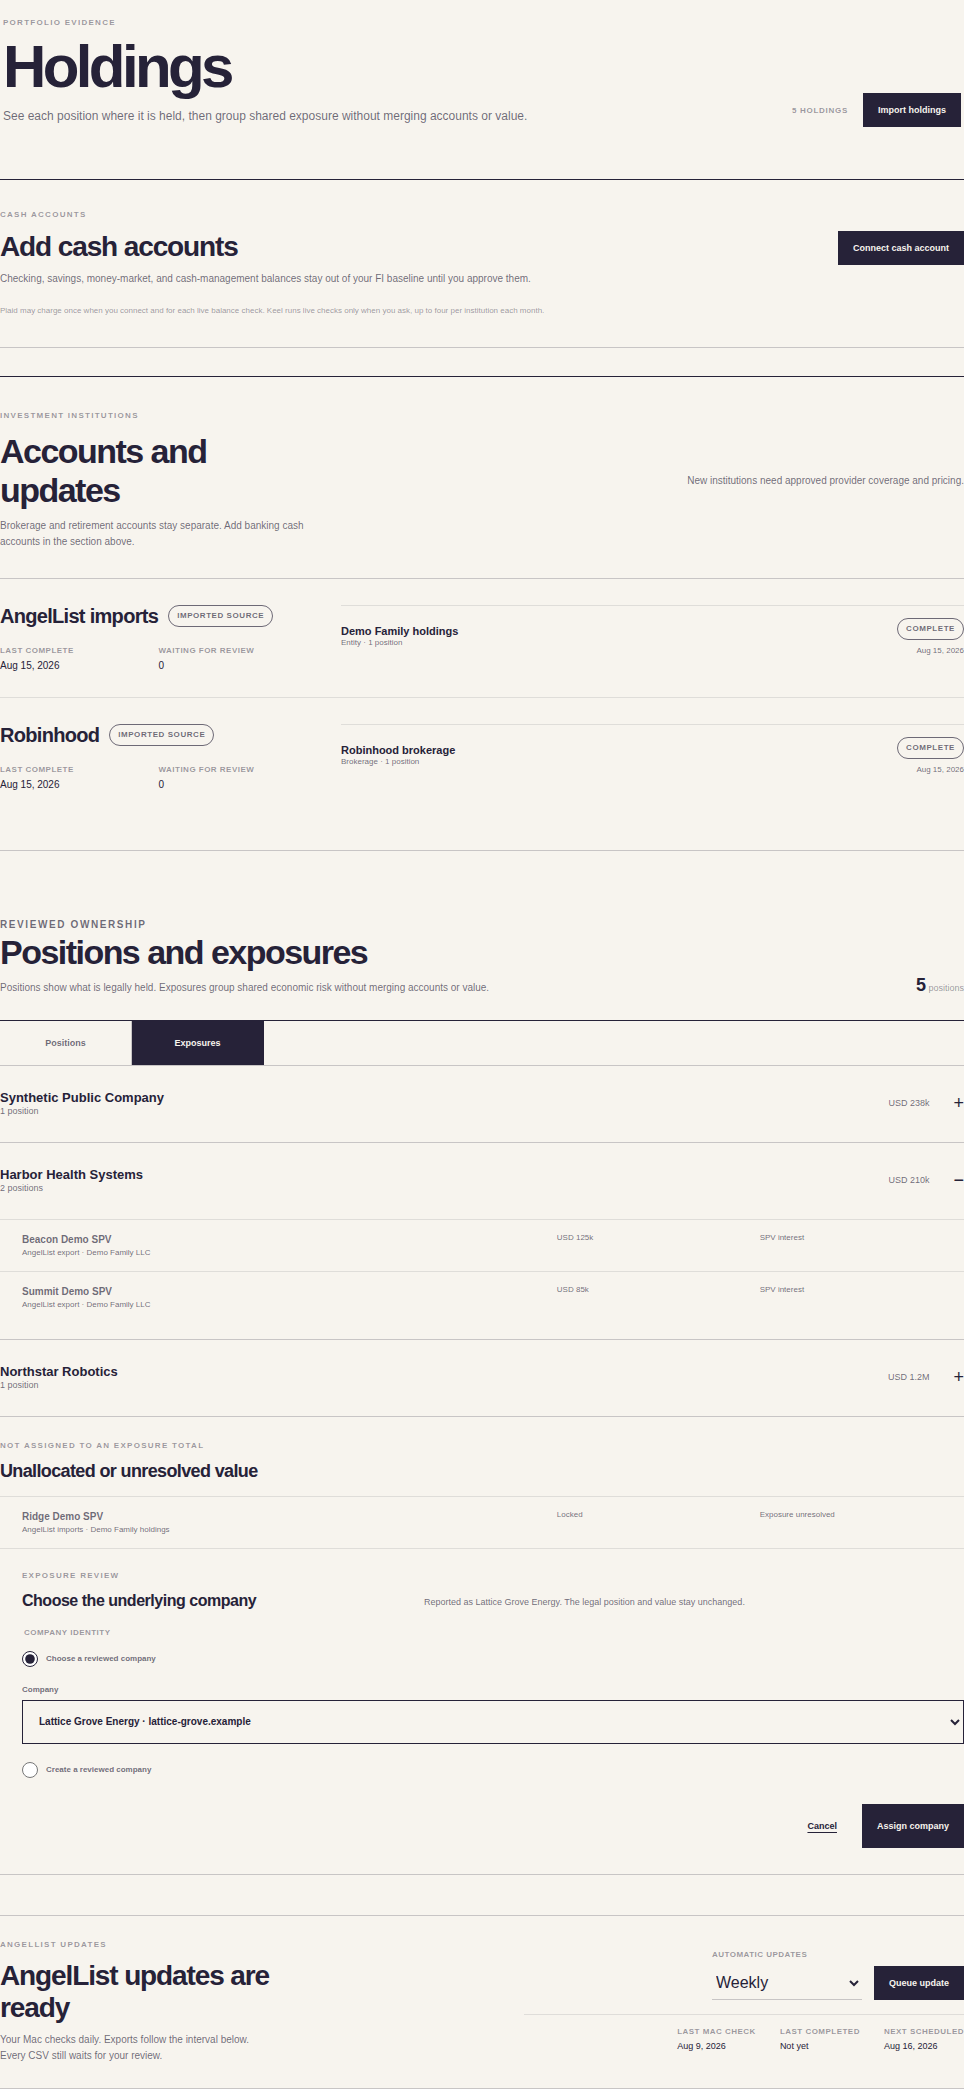 PORTFOLIO EVIDENCE
Holdings
See each position where it is held, then group shared exposure without merging accounts or value.
5 HOLDINGS
Import holdings
CASH ACCOUNTS
Add cash accounts
Connect cash account
Checking, savings, money-market, and cash-management balances stay out of your FI baseline until you approve them.
Plaid may charge once when you connect and for each live balance check. Keel runs live checks only when you ask, up to four per institution each month.
INVESTMENT INSTITUTIONS
Accounts and
updates
New institutions need approved provider coverage and pricing.
Brokerage and retirement accounts stay separate. Add banking cash
accounts in the section above.
AngelList imports IMPORTED SOURCE
LAST COMPLETE WAITING FOR REVIEW
Aug 15, 2026 0
Demo Family holdings
Entity · 1 position
COMPLETE
Aug 15, 2026
Robinhood IMPORTED SOURCE
LAST COMPLETE WAITING FOR REVIEW
Aug 15, 2026 0
Robinhood brokerage
Brokerage · 1 position
COMPLETE
Aug 15, 2026
REVIEWED OWNERSHIP
Positions and exposures
Positions show what is legally held. Exposures group shared economic risk without merging accounts or value.
5 positions
Positions Exposures
Synthetic Public Company
1 position
USD 238k +
Harbor Health Systems
2 positions
USD 210k −
Beacon Demo SPV USD 125k SPV interest
AngelList export · Demo Family LLC
Summit Demo SPV USD 85k SPV interest
AngelList export · Demo Family LLC
Northstar Robotics
1 position
USD 1.2M +
NOT ASSIGNED TO AN EXPOSURE TOTAL
Unallocated or unresolved value
Ridge Demo SPV Locked Exposure unresolved
AngelList imports · Demo Family holdings
EXPOSURE REVIEW
Choose the underlying company
Reported as Lattice Grove Energy. The legal position and value stay unchanged.
COMPANY IDENTITY
Choose a reviewed company
Company
Lattice Grove Energy · lattice-grove.example
Create a reviewed company
Cancel
Assign company
ANGELLIST UPDATES
AngelList updates are
ready
Your Mac checks daily. Exports follow the interval below.
Every CSV still waits for your review.
AUTOMATIC UPDATES
Weekly
Queue update
LAST MAC CHECK LAST COMPLETED NEXT SCHEDULED
Aug 9, 2026 Not yet Aug 16, 2026